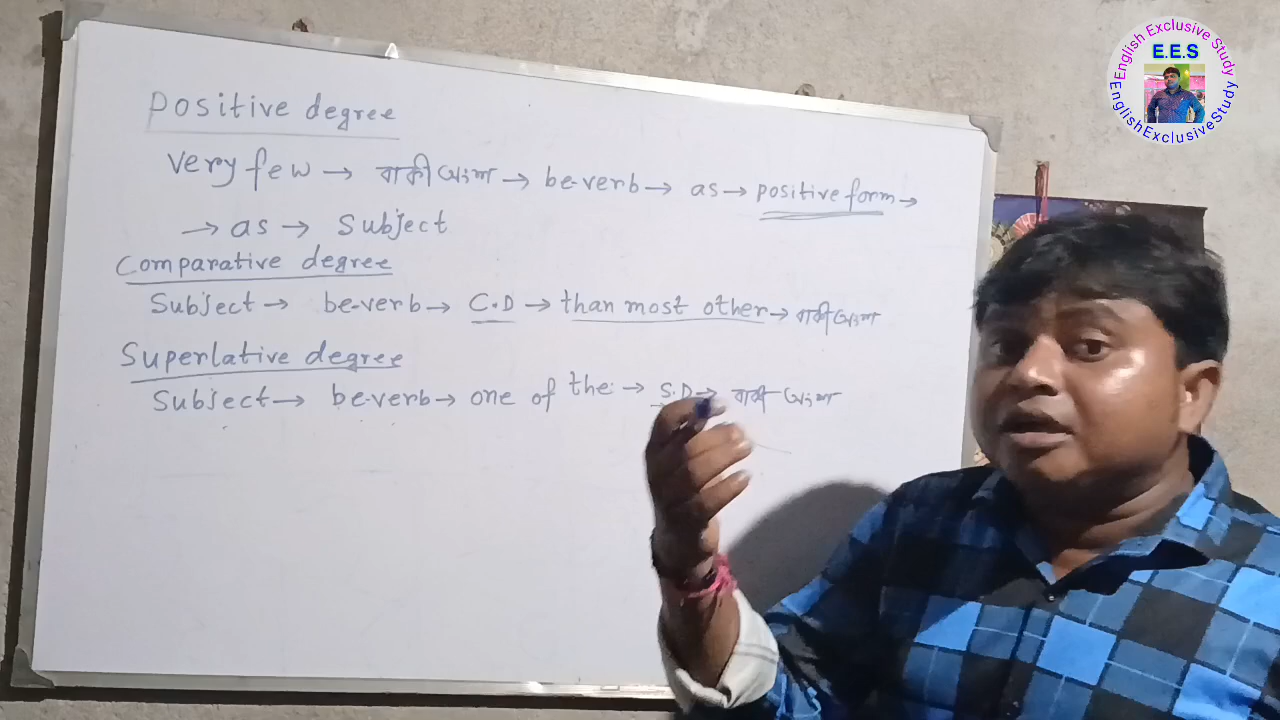 Positive degree
Very few → বাকী অংশ → be-verb → as → positive form →
→ as → Subject
Comparative degree
Subject → be-verb → C.D → than most other → বাকী অংশ
Superlative degree
Subject → be-verb → one of the → S.D → বাকী অংশ
English Exclusive Study
E.E.S
EnglishExclusiveStudy